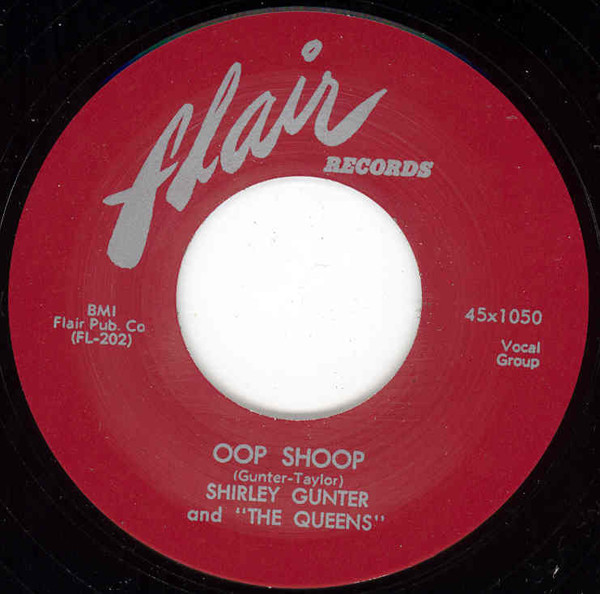 flair
RECORDS
BMI
Flair Pub. Co
(FL-202)
45x1050
Vocal
Group
OOP SHOOP
(Gunter-Taylor)
SHIRLEY GUNTER
and "THE QUEENS"